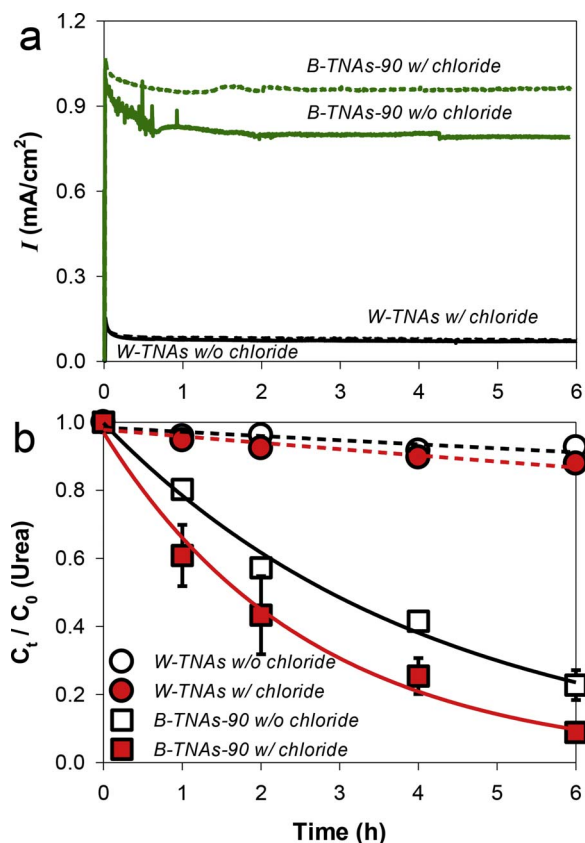 a
1.2
0.9
0.6
0.3
0.0
I (mA/cm²)
B-TNAs-90 w/ chloride
B-TNAs-90 w/o chloride
W-TNAs w/ chloride
W-TNAs w/o chloride
0 1 2 3 4 5 6
b
1.0
0.8
0.6
0.4
0.2
0.0
Cₜ / C₀ (Urea)
W-TNAs w/o chloride
W-TNAs w/ chloride
B-TNAs-90 w/o chloride
B-TNAs-90 w/ chloride
0 1 2 3 4 5 6
Time (h)